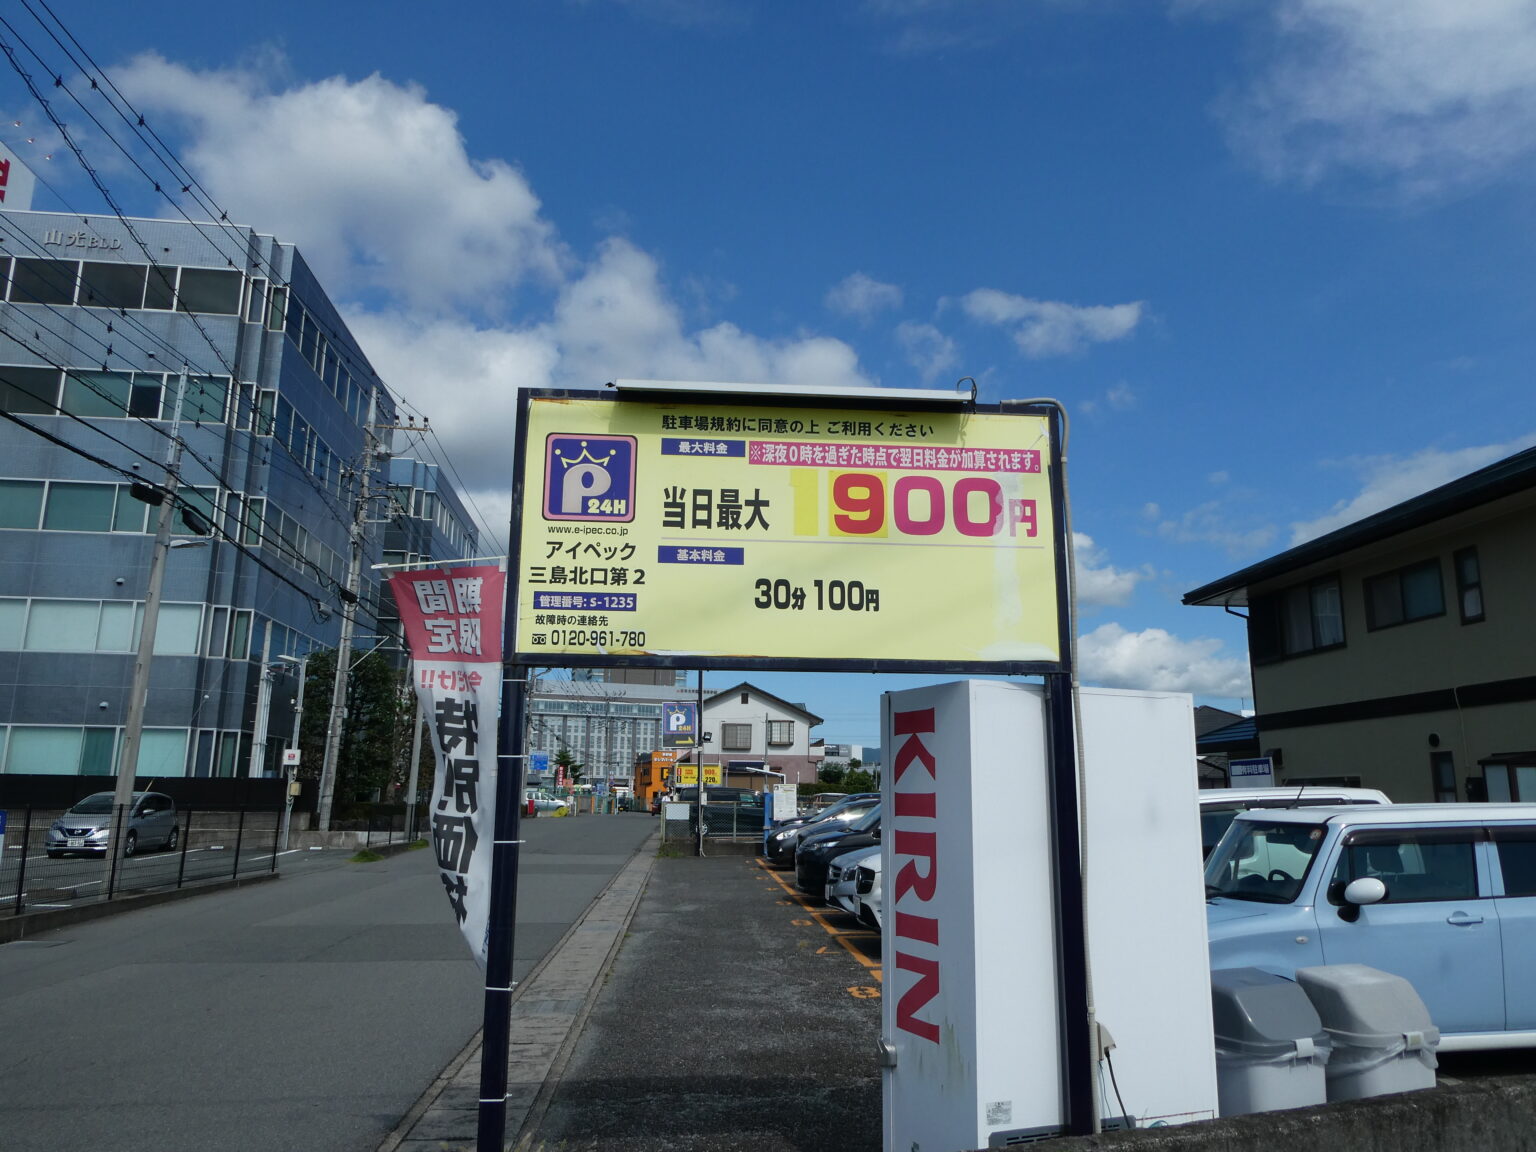 山光BLD.
駐車場規約に同意の上 ご利用ください
最大料金
※深夜0時を過ぎた時点で翌日料金が加算されます。
当日最大 900円
基本料金
30分 100円
P
24H
www.e-ipec.co.jp
アイペック
三島北口第2
管理番号:S-1235
故障時の連絡先
0120-961-780
期間限定
今だけ!!
特別価格
P
24H
KIRIN